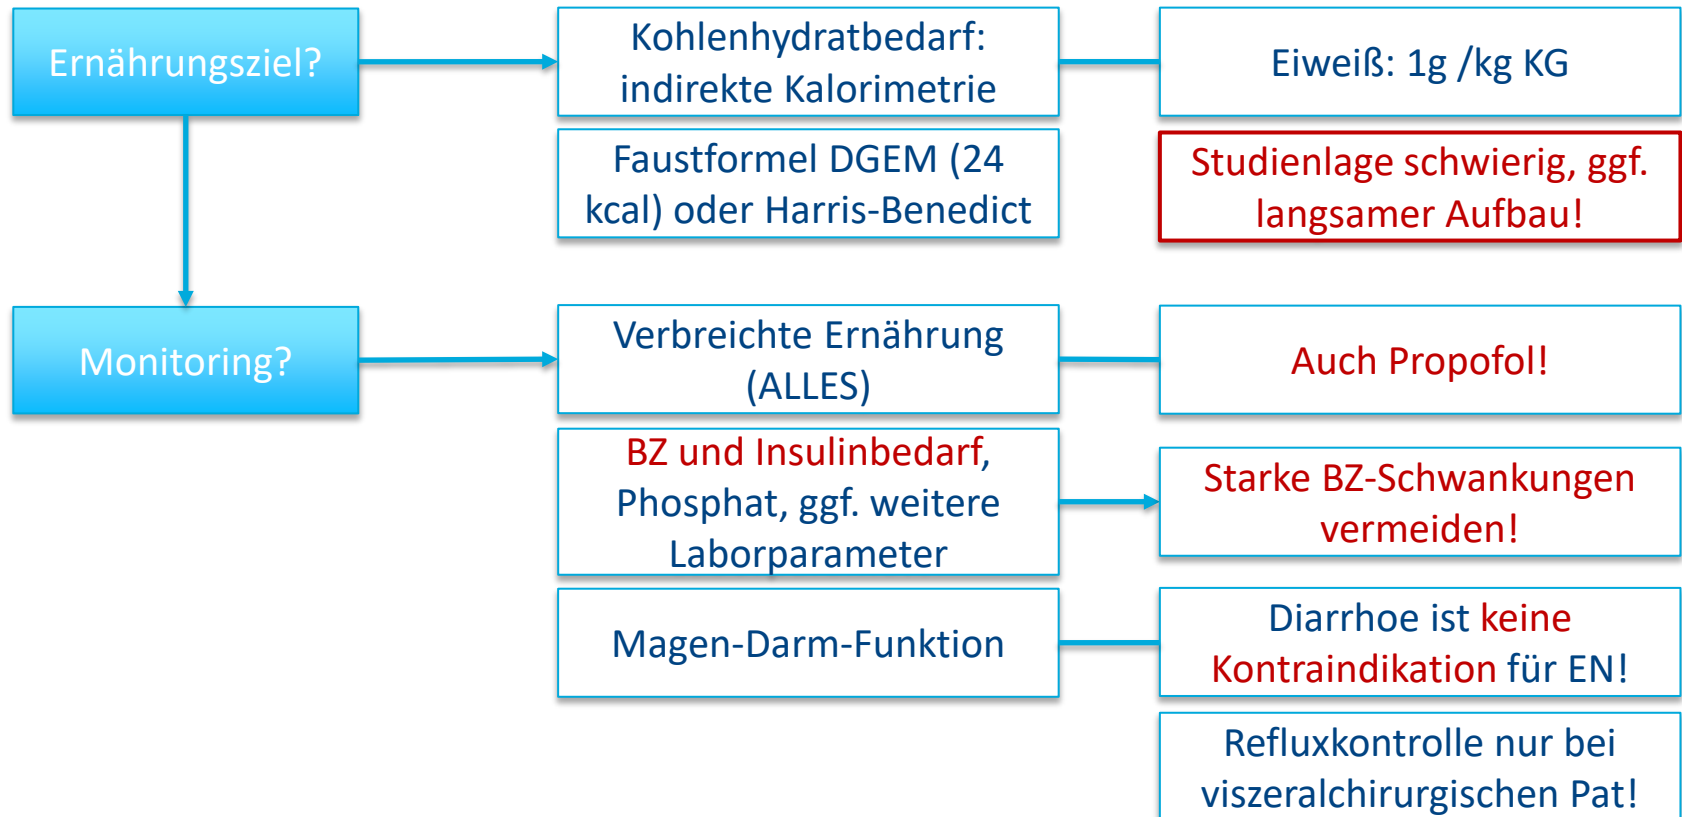 Ernährungsziel?
Kohlenhydratbedarf:
indirekte Kalorimetrie
Eiweiß: 1g /kg KG
Faustformel DGEM (24
kcal) oder Harris-Benedict
Studienlage schwierig, ggf.
langsamer Aufbau!
Monitoring?
Verbreichte Ernährung
(ALLES)
Auch Propofol!
BZ und Insulinbedarf,
Phosphat, ggf. weitere
Laborparameter
Starke BZ-Schwankungen
vermeiden!
Magen-Darm-Funktion
Diarrhoe ist keine
Kontraindikation für EN!
Refluxkontrolle nur bei
viszeralchirurgischen Pat!